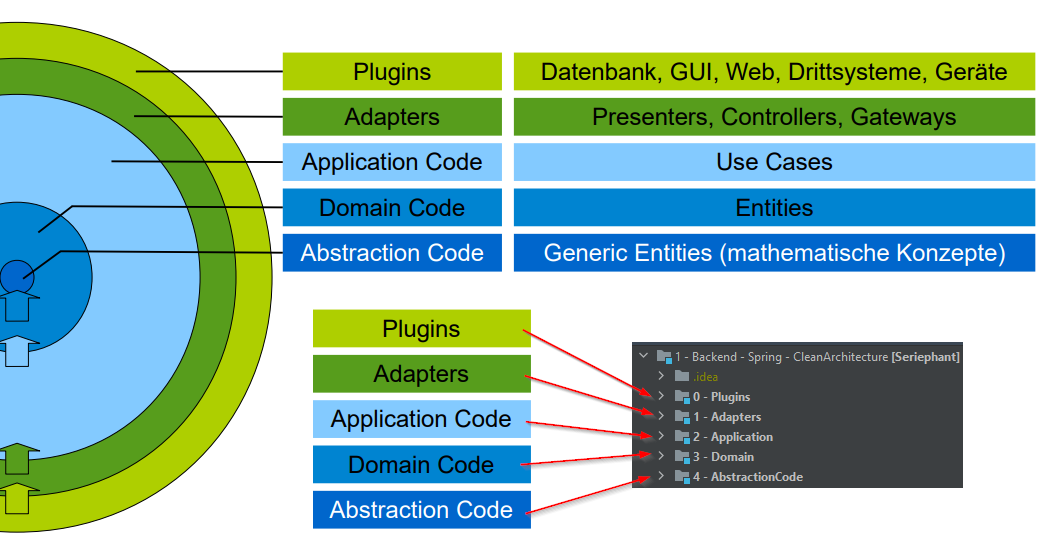 Plugins Datenbank, GUI, Web, Drittsysteme, Geräte
Adapters Presenters, Controllers, Gateways
Application Code Use Cases
Domain Code Entities
Abstraction Code Generic Entities (mathematische Konzepte)
Plugins
Adapters
Application Code
Domain Code
Abstraction Code
1 - Backend - Spring - CleanArchitecture [Seriephant]
.idea
0 - Plugins
1 - Adapters
2 - Application
3 - Domain
4 - AbstractionCode